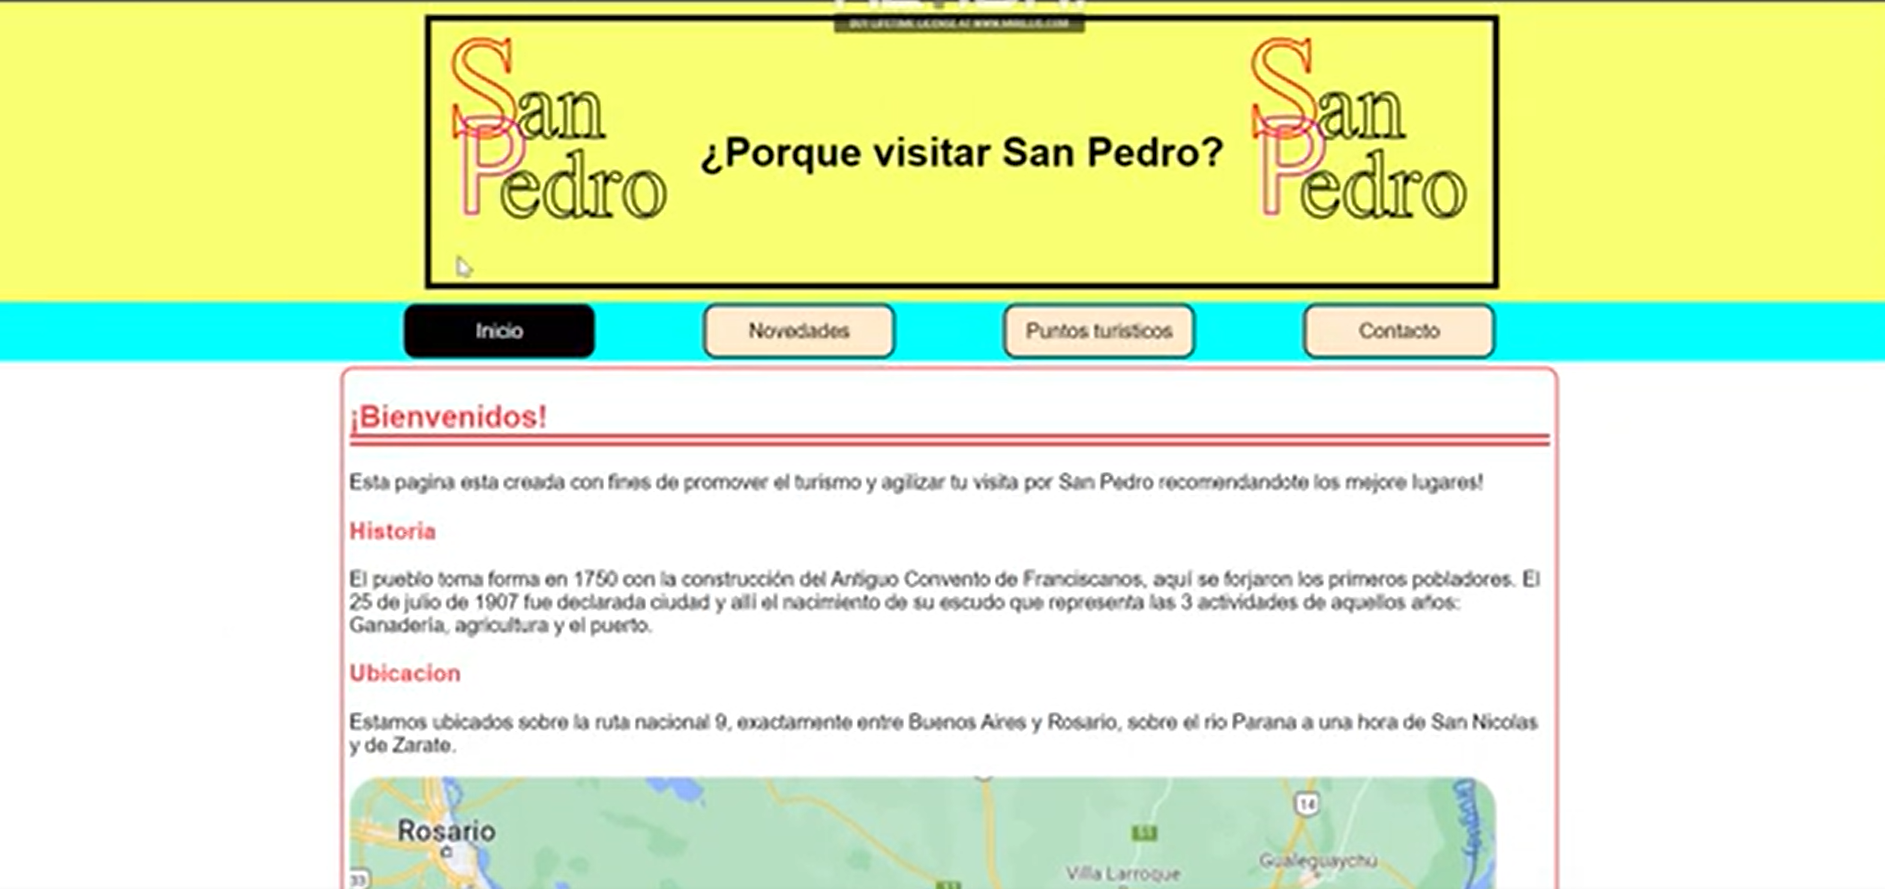 BUY LIFETIME LICENSE AT WWW.
San
Pedro
¿Porque visitar San Pedro?
San
Pedro
Inicio
Novedades
Puntos turisticos
Contacto
¡Bienvenidos!
Esta pagina esta creada con fines de promover el turismo y agilizar tu visita por San Pedro recomendandote los mejore lugares!
Historia
El pueblo toma forma en 1750 con la construcción del Antiguo Convento de Franciscanos, aquí se forjaron los primeros pobladores. El
25 de julio de 1907 fue declarada ciudad y allí el nacimiento de su escudo que representa las 3 actividades de aquellos años:
Ganadería, agricultura y el puerto.
Ubicacion
Estamos ubicados sobre la ruta nacional 9, exactamente entre Buenos Aires y Rosario, sobre el rio Parana a una hora de San Nicolas
y de Zarate.
Rosario
14
Uruguay
Villa Larroque
Gualeguaychú
33